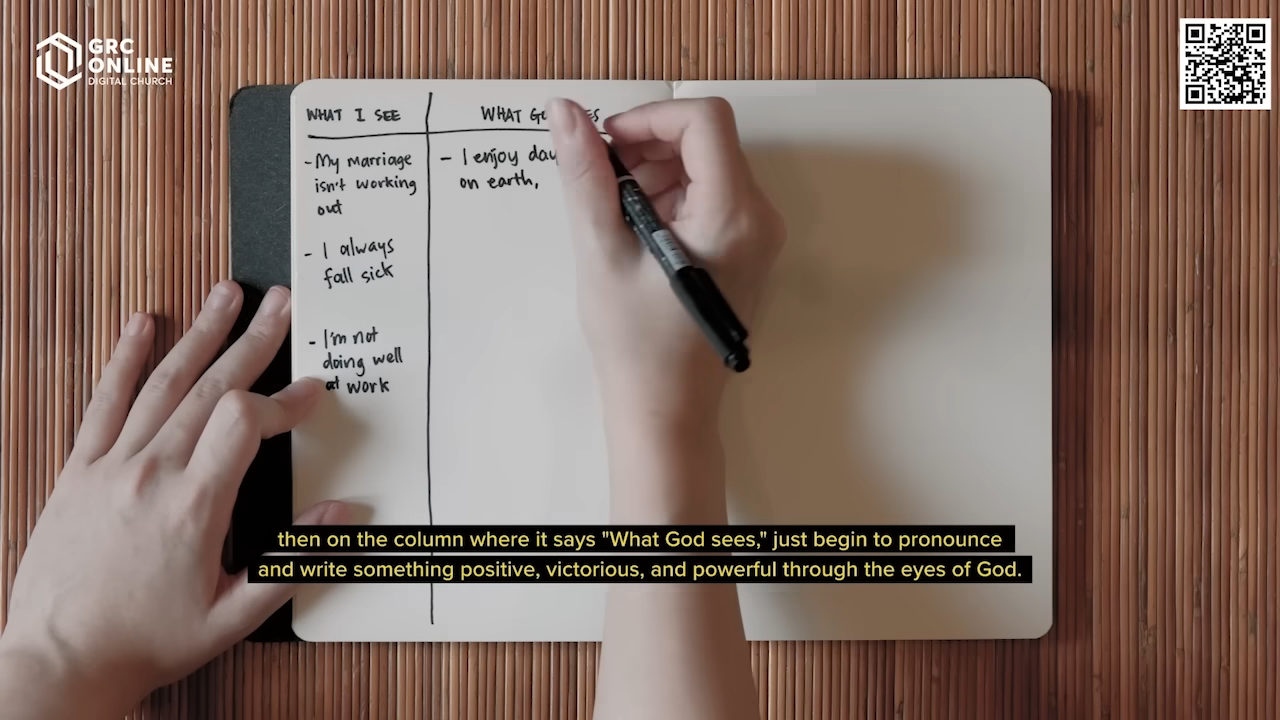 GRC
ONLINE
DIGITAL CHURCH
WHAT I SEE
WHAT
- My marriage
isn't working
out
- I always
fall sick
- I'm not
doing well
at work
- I enjoy
on earth,
then on the column where it says "What God sees," just begin to pronounce
and write something positive, victorious, and powerful through the eyes of God.